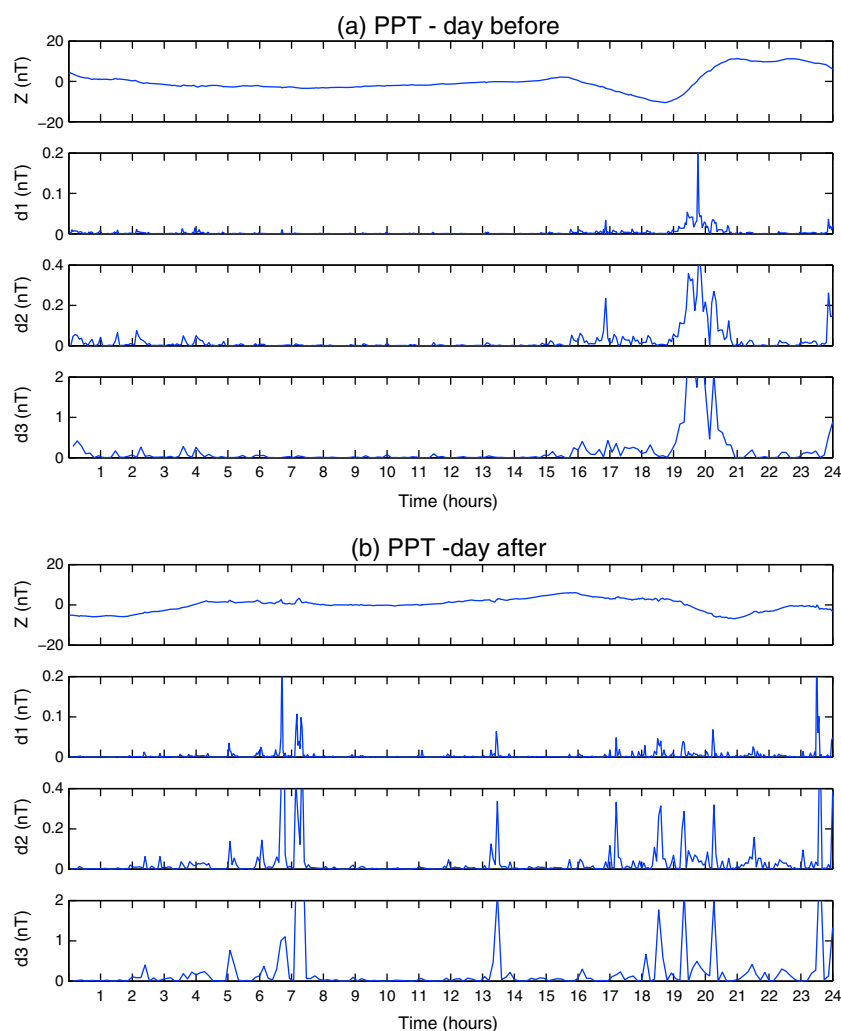 (a) PPT - day before
20
0
−20
Z (nT)
0.2
0.1
0
d1 (nT)
0.4
0.2
0
d2 (nT)
2
1
0
d3 (nT)
1 2 3 4 5 6 7 8 9 10 11 12 13 14 15 16 17 18 19 20 21 22 23 24
Time (hours)
(b) PPT -day after
20
0
−20
Z (nT)
0.2
0.1
0
d1 (nT)
0.4
0.2
0
d2 (nT)
2
1
0
d3 (nT)
1 2 3 4 5 6 7 8 9 10 11 12 13 14 15 16 17 18 19 20 21 22 23 24
Time (hours)